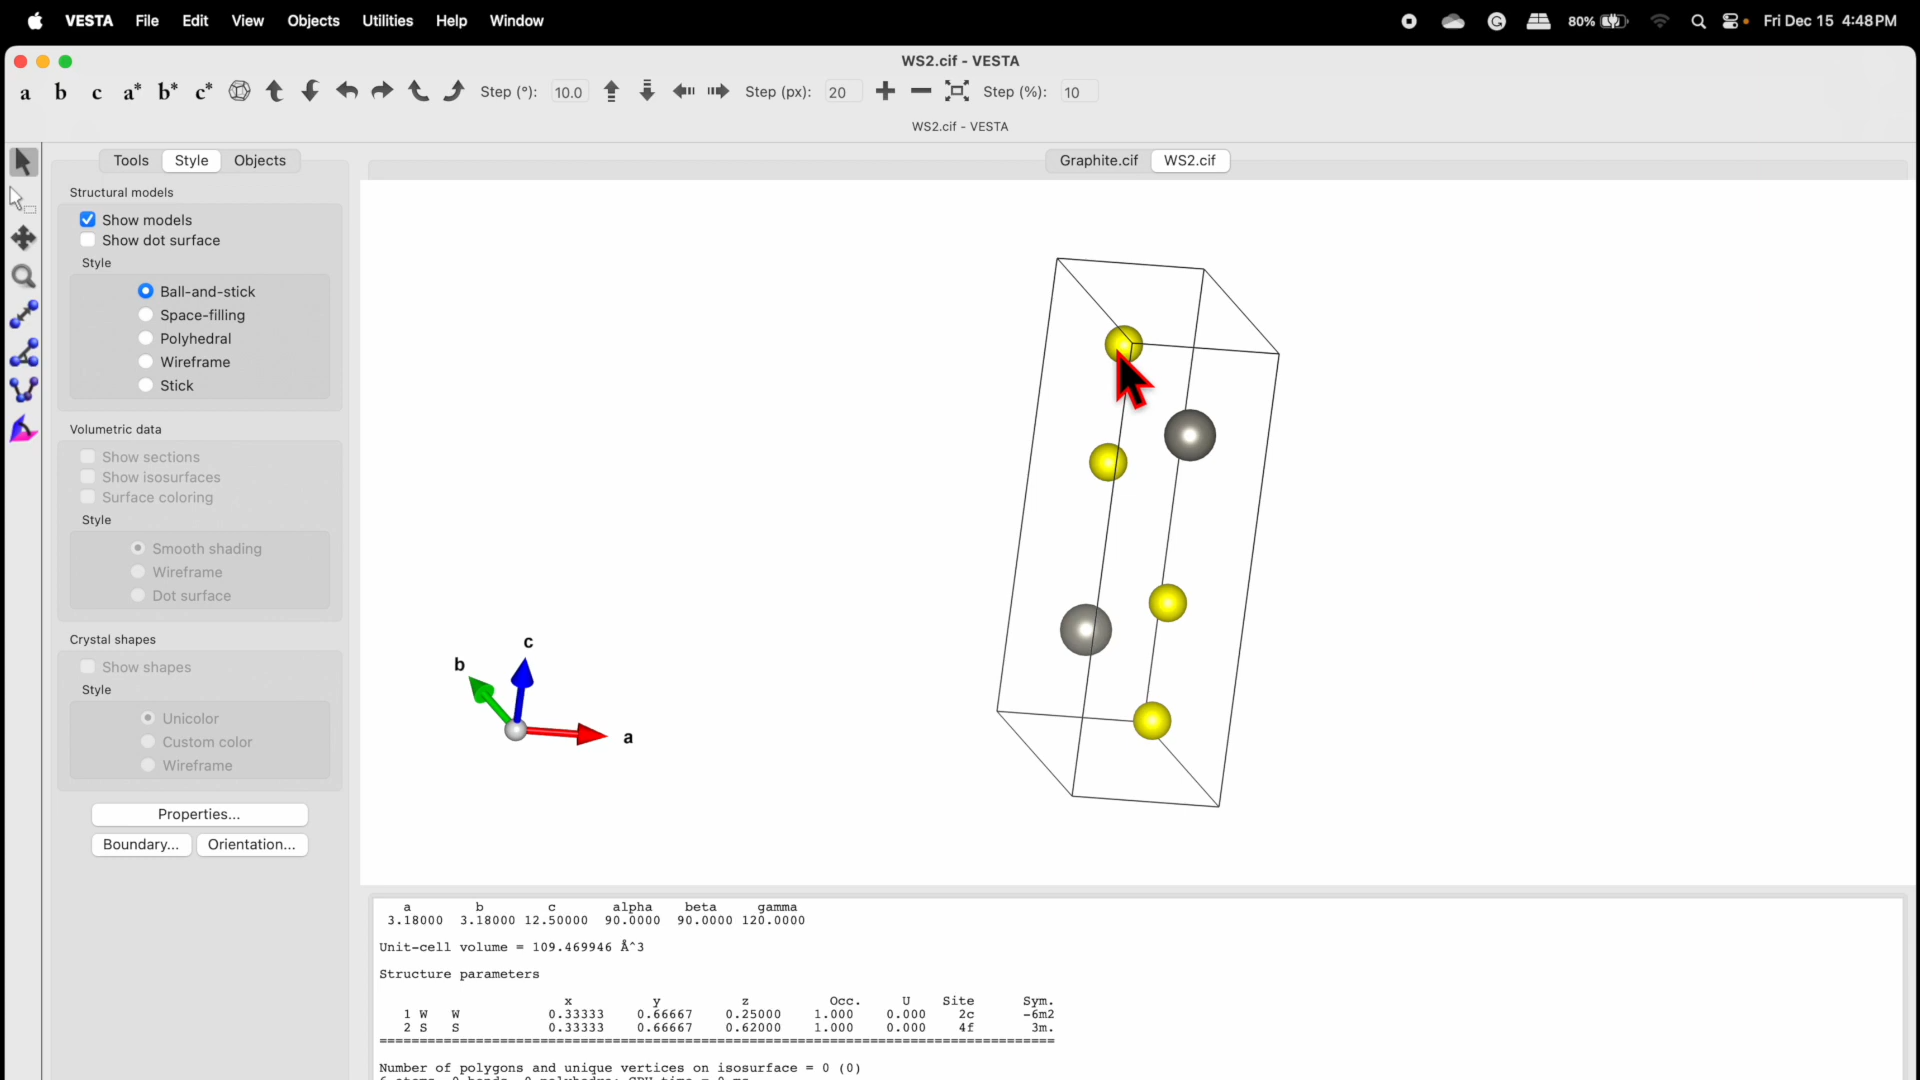 VESTA File Edit View Objects Utilities Help Window 80% Fri Dec 15 4:48 PM
WS2.cif - VESTA
a b c a* b* c* Step (°): 10.0 Step (px): 20 Step (%): 10
WS2.cif - VESTA
Tools Style Objects
Graphite.cif WS2.cif
Structural models
Show models
Show dot surface
Style
Ball-and-stick
Space-filling
Polyhedral
Wireframe
Stick
Volumetric data
Show sections
Show isosurfaces
Surface coloring
Style
Smooth shading
Wireframe
Dot surface
Crystal shapes
Show shapes
Style
Unicolor
Custom color
Wireframe
Properties...
Boundary... Orientation...
c
b
a
a b c alpha beta gamma
3.18000 3.18000 12.50000 90.0000 90.0000 120.0000
Unit-cell volume = 109.469946 Å^3
Structure parameters
x y z Occ. U Site Sym.
1 W W 0.33333 0.66667 0.25000 1.000 0.000 2c -6m2
2 S S 0.33333 0.66667 0.62000 1.000 0.000 4f 3m.
Number of polygons and unique vertices on isosurface = 0 (0)